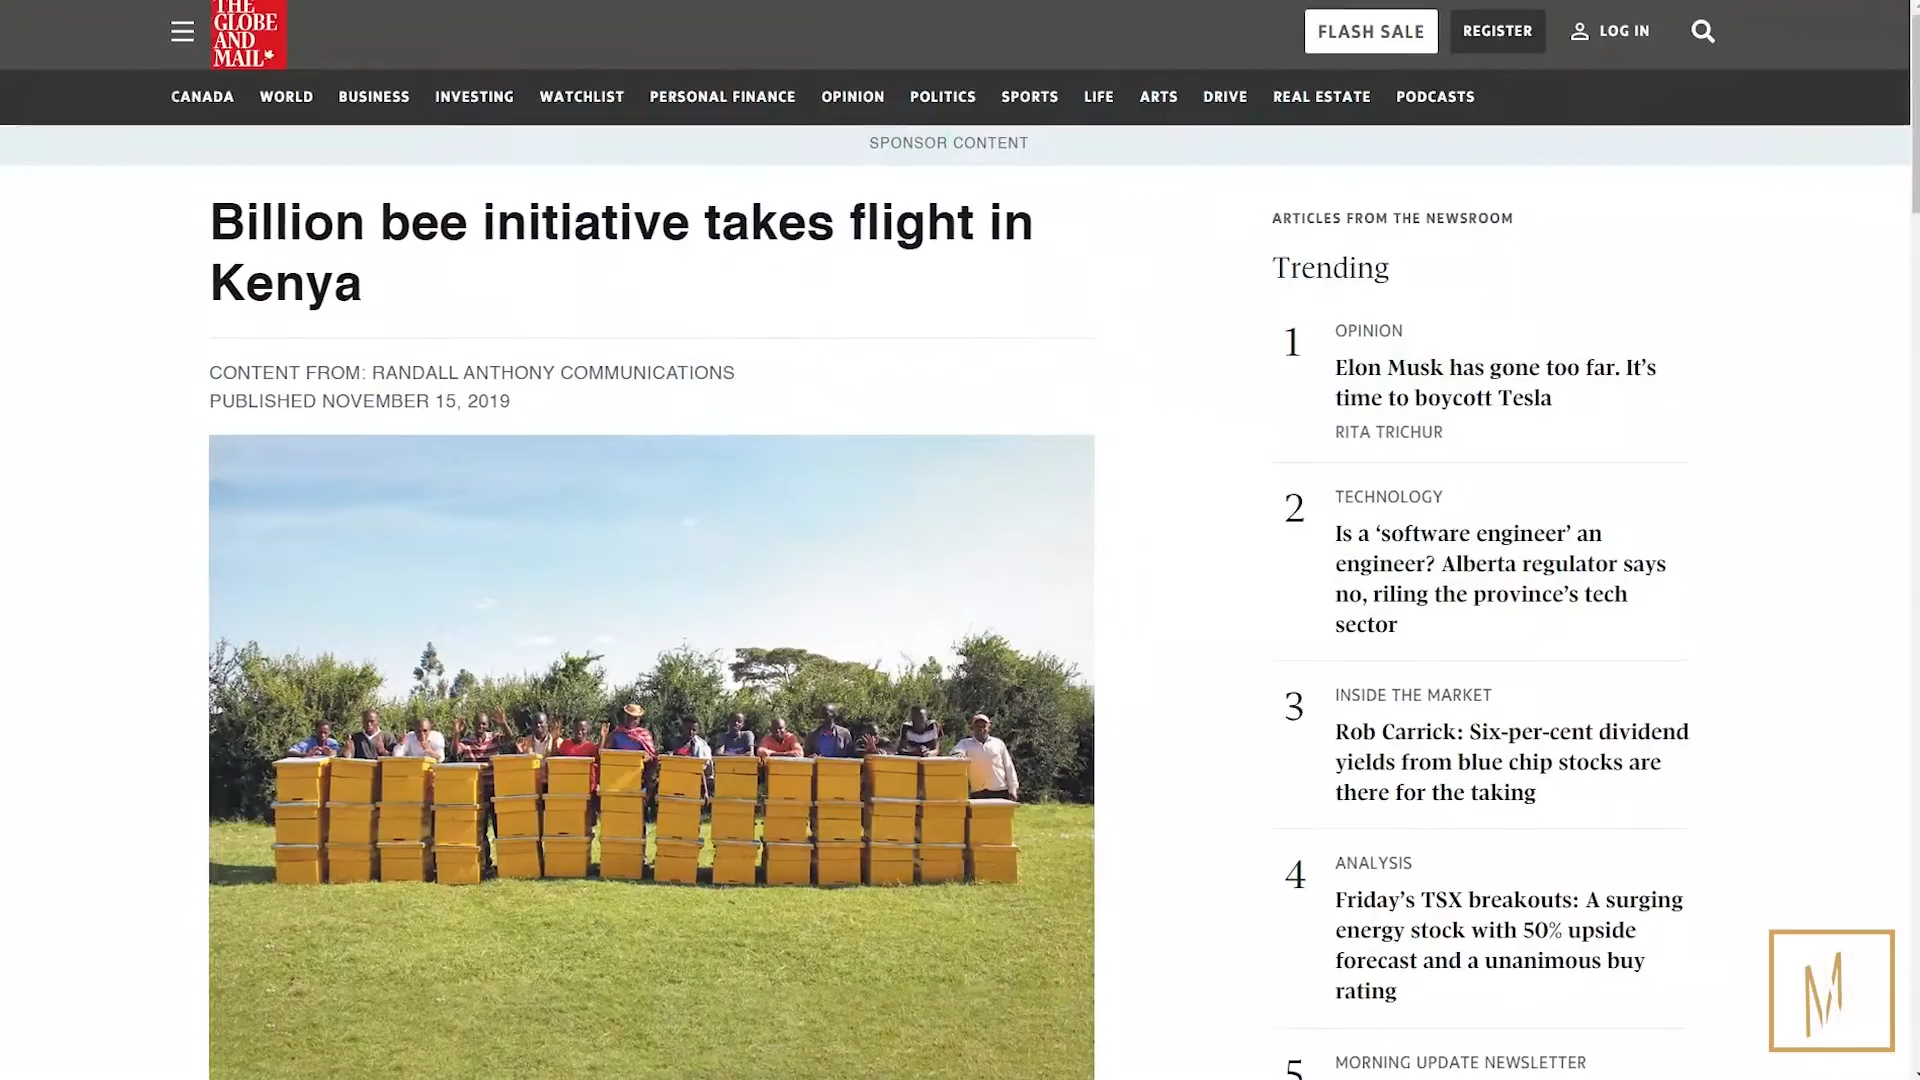 THE
GLOBE
AND
MAIL
FLASH SALE
REGISTER
LOG IN
CANADA
WORLD
BUSINESS
INVESTING
WATCHLIST
PERSONAL FINANCE
OPINION
POLITICS
SPORTS
LIFE
ARTS
DRIVE
REAL ESTATE
PODCASTS
SPONSOR CONTENT
Billion bee initiative takes flight in
Kenya
CONTENT FROM: RANDALL ANTHONY COMMUNICATIONS
PUBLISHED NOVEMBER 15, 2019
ARTICLES FROM THE NEWSROOM
Trending
1
OPINION
Elon Musk has gone too far. It’s
time to boycott Tesla
RITA TRICHUR
2
TECHNOLOGY
Is a ‘software engineer’ an
engineer? Alberta regulator says
no, riling the province’s tech
sector
3
INSIDE THE MARKET
Rob Carrick: Six-per-cent dividend
yields from blue chip stocks are
there for the taking
4
ANALYSIS
Friday’s TSX breakouts: A surging
energy stock with 50% upside
forecast and a unanimous buy
rating
5
MORNING UPDATE NEWSLETTER
M